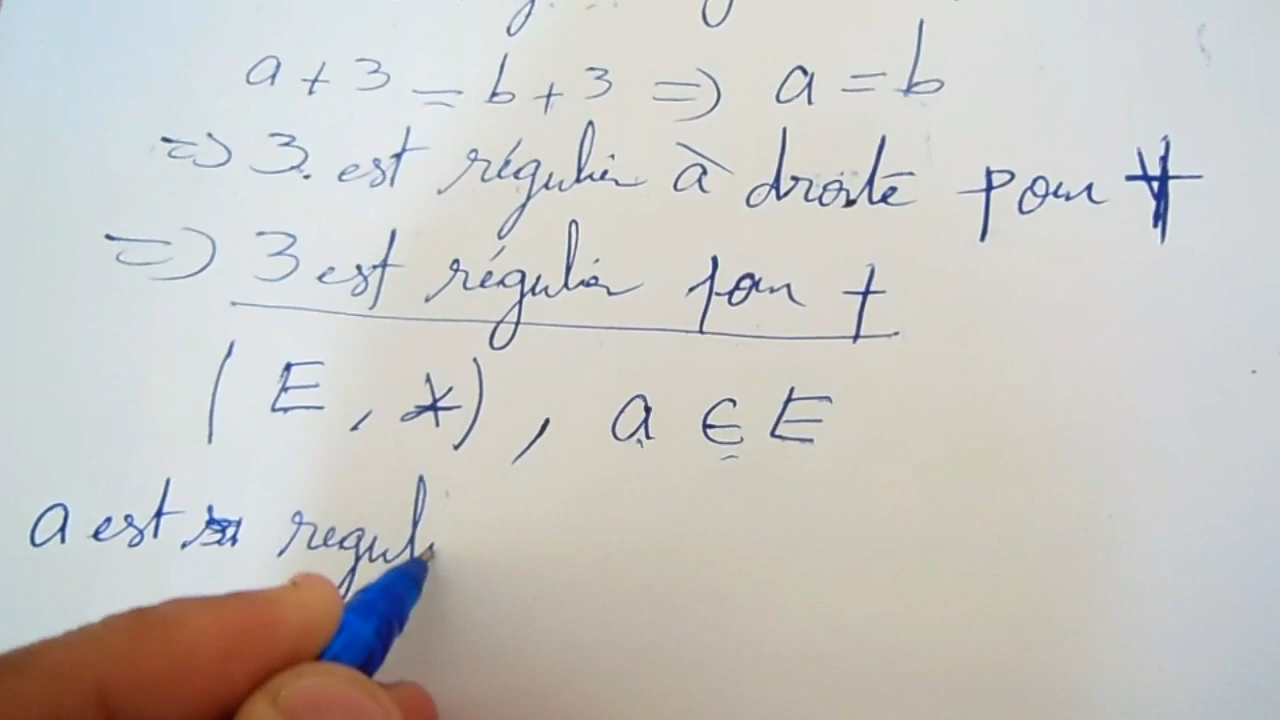 a + 3 = b + 3 => a = b
=> 3. est régulier à droite pour +
=> 3 est régulier pour +
( E , * ) , a ∈ E
a est regul